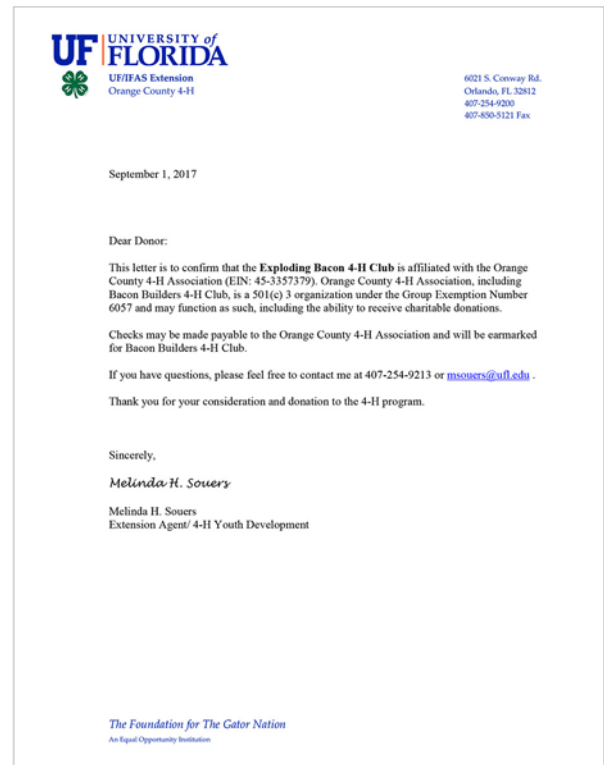 UF UNIVERSITY of
FLORIDA
UF/IFAS Extension
Orange County 4-H
6021 S. Conway Rd.
Orlando, FL 32812
407-254-9200
407-850-5121 Fax
September 1, 2017
Dear Donor:
This letter is to confirm that the Exploding Bacon 4-H Club is affiliated with the Orange
County 4-H Association (EIN: 45-3357379). Orange County 4-H Association, including
Bacon Builders 4-H Club, is a 501(c) 3 organization under the Group Exemption Number
6057 and may function as such, including the ability to receive charitable donations.
Checks may be made payable to the Orange County 4-H Association and will be earmarked
for Bacon Builders 4-H Club.
If you have questions, please feel free to contact me at 407-254-9213 or msouers@ufl.edu .
Thank you for your consideration and donation to the 4-H program.
Sincerely,
Melinda H. Souers
Melinda H. Souers
Extension Agent/ 4-H Youth Development
The Foundation for The Gator Nation
An Equal Opportunity Institution